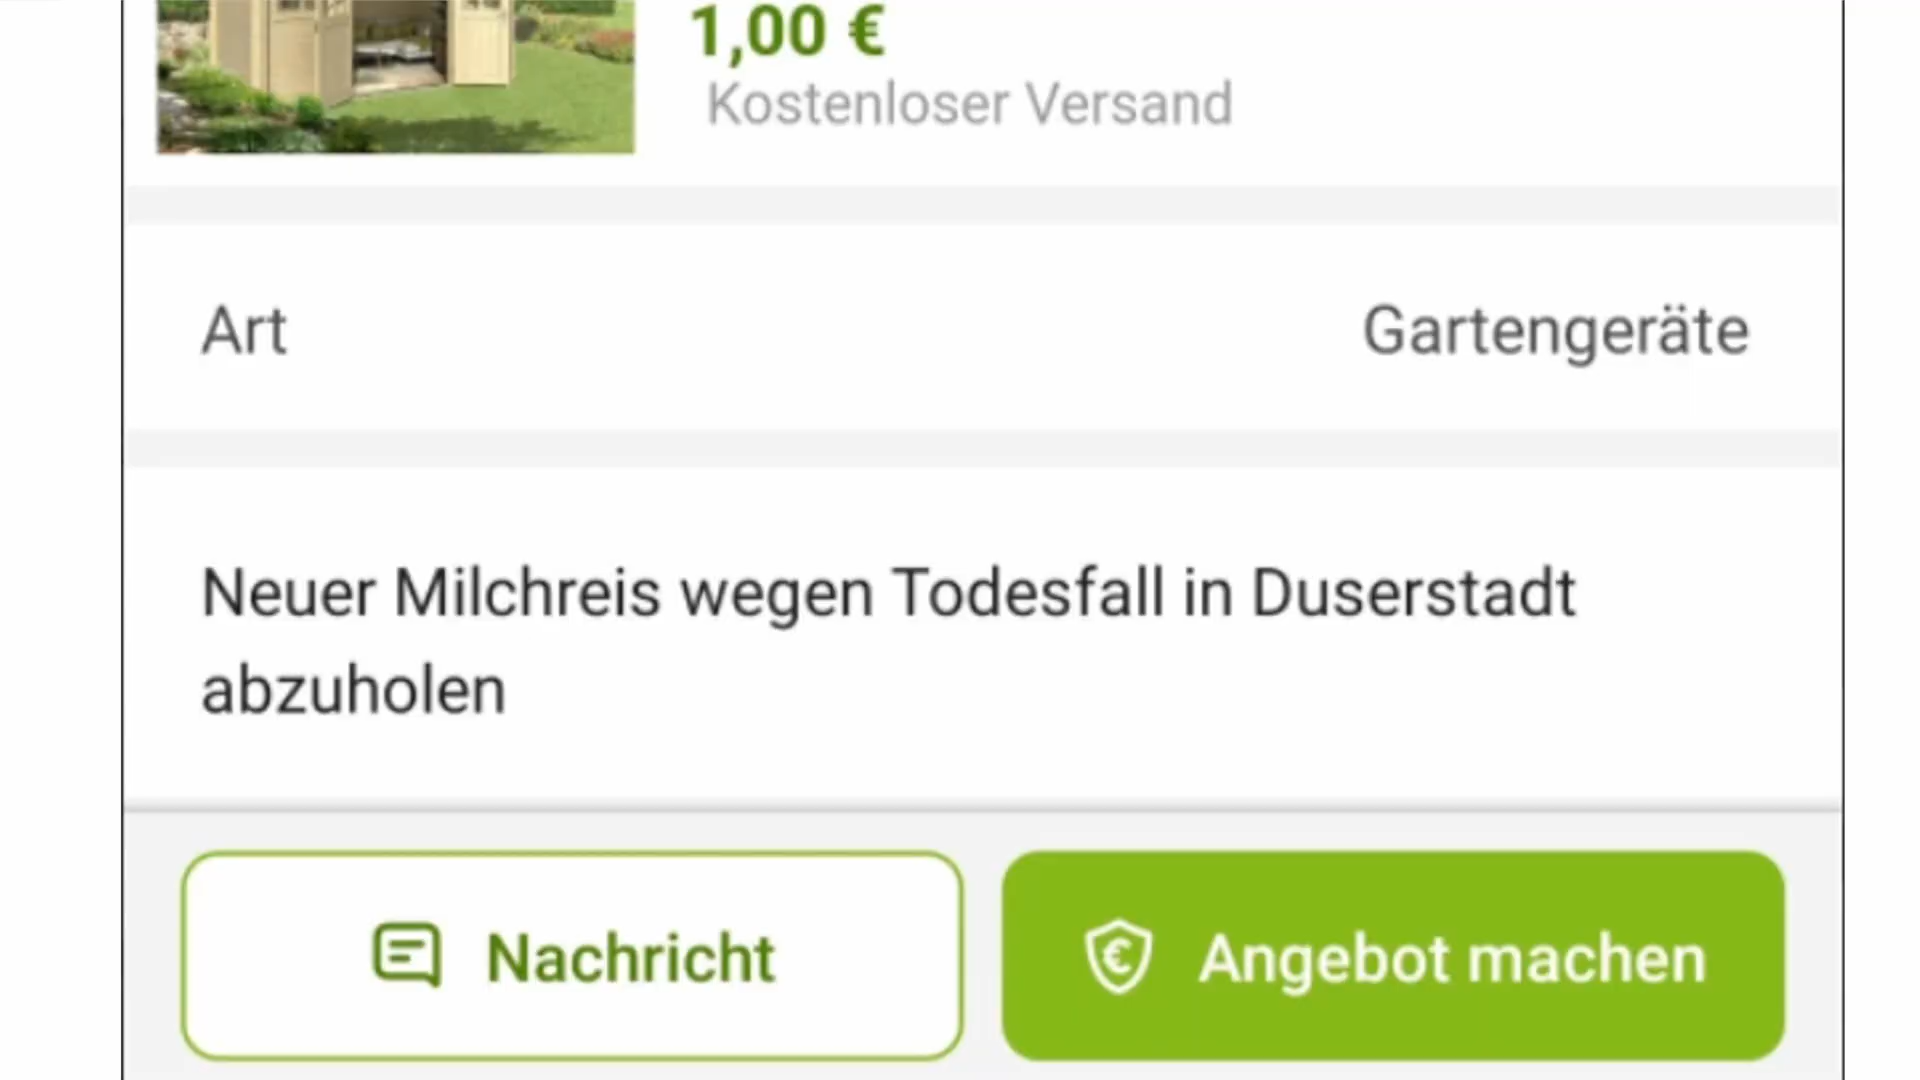 1,00 €
Kostenloser Versand
Art
Gartengeräte
Neuer Milchreis wegen Todesfall in Duserstadt
abzuholen
Nachricht
Angebot machen